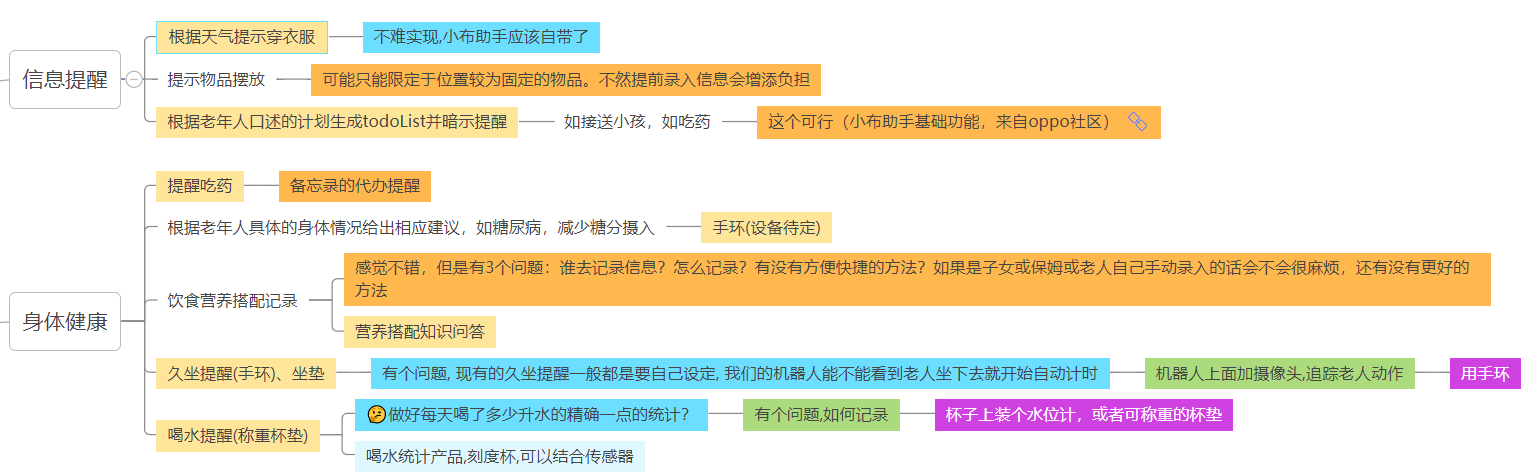 信息提醒
根据天气提示穿衣服
不难实现,小布助手应该自带了
提示物品摆放
可能只能限定于位置较为固定的物品。不然提前录入信息会增添负担
根据老年人口述的计划生成todoList并暗示提醒
如接送小孩，如吃药
这个可行（小布助手基础功能，来自oppo社区）
身体健康
提醒吃药
备忘录的代办提醒
根据老年人具体的身体情况给出相应建议，如糖尿病，减少糖分摄入
手环(设备待定)
饮食营养搭配记录
感觉不错，但是有3个问题：谁去记录信息？怎么记录？有没有方便快捷的方法？如果是子女或保姆或老人自己手动录入的话会不会很麻烦，还有没有更好的
方法
营养搭配知识问答
久坐提醒(手环)、坐垫
有个问题, 现有的久坐提醒一般都是要自己设定, 我们的机器人能不能看到老人坐下去就开始自动计时
机器人上面加摄像头,追踪老人动作
用手环
喝水提醒(称重杯垫)
🤔做好每天喝了多少升水的精确一点的统计？
有个问题,如何记录
杯子上装个水位计，或者可称重的杯垫
喝水统计产品,刻度杯,可以结合传感器